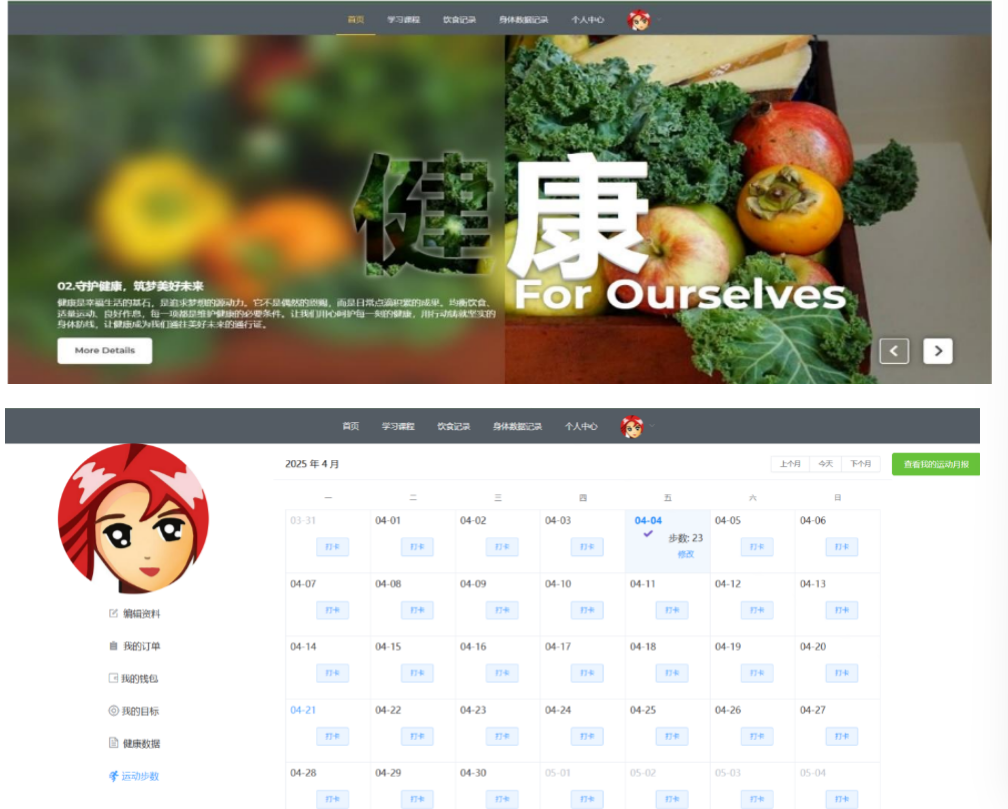 首页 学习课程 饮食记录 身体数据记录 个人中心
健康
For Ourselves
02.守护健康，筑梦美好未来
健康是幸福生活的基石，是追求梦想的源动力。它不是偶然的恩赐，而是日常点滴积累的成果。均衡饮食、
适量运动、良好作息，每一项都是维护健康的必要条件。让我们用心呵护每一刻的健康，用行动铸就坚实的
身体防线，让健康成为我们通往美好未来的通行证。
More Details
首页 学习课程 饮食记录 身体数据记录 个人中心
2025 年 4 月 上个月 今天 下个月 查看我的运动月报
一 二 三 四 五 六 日
03-31 04-01 04-02 04-03 04-04 04-05 04-06
打卡 打卡 打卡 打卡 ✓ 步数: 23 打卡 打卡
修改
04-07 04-08 04-09 04-10 04-11 04-12 04-13
打卡 打卡 打卡 打卡 打卡 打卡 打卡
04-14 04-15 04-16 04-17 04-18 04-19 04-20
打卡 打卡 打卡 打卡 打卡 打卡 打卡
04-21 04-22 04-23 04-24 04-25 04-26 04-27
打卡 打卡 打卡 打卡 打卡 打卡 打卡
04-28 04-29 04-30 05-01 05-02 05-03 05-04
打卡 打卡 打卡 打卡 打卡 打卡 打卡
编辑资料
我的订单
我的钱包
我的目标
健康数据
运动步数